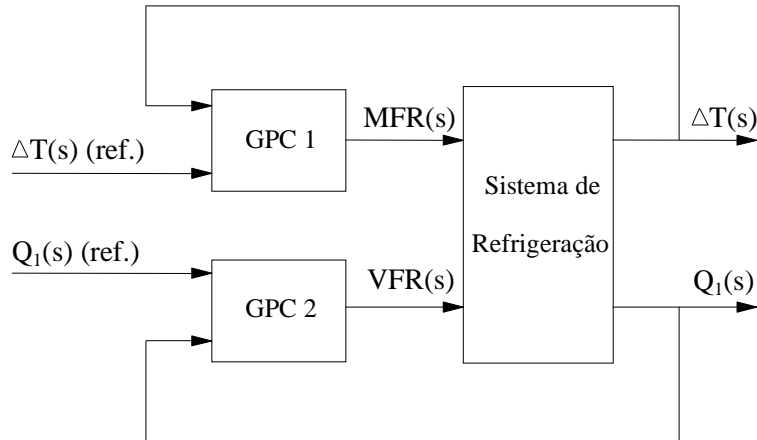 GPC 1
MFR(s)
△T(s) (ref.)
△T(s)
Sistema de
Refrigeração
Q₁(s) (ref.)
GPC 2
VFR(s)
Q₁(s)